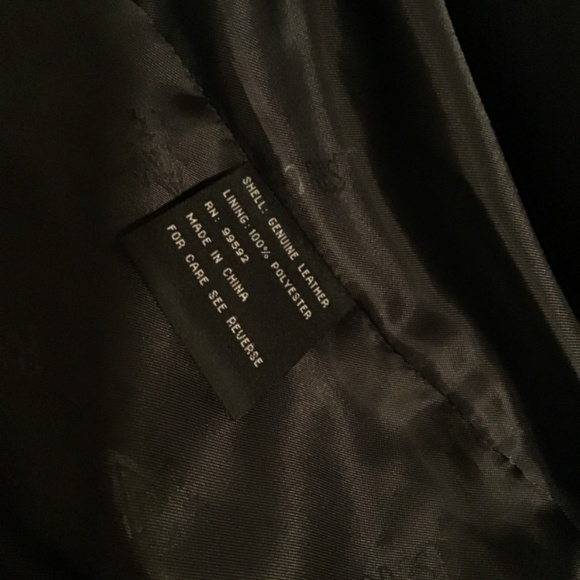 SHELL: GENUINE LEATHER
LINING: 100% POLYESTER
RN: 99592
MADE IN CHINA
FOR CARE SEE REVERSE